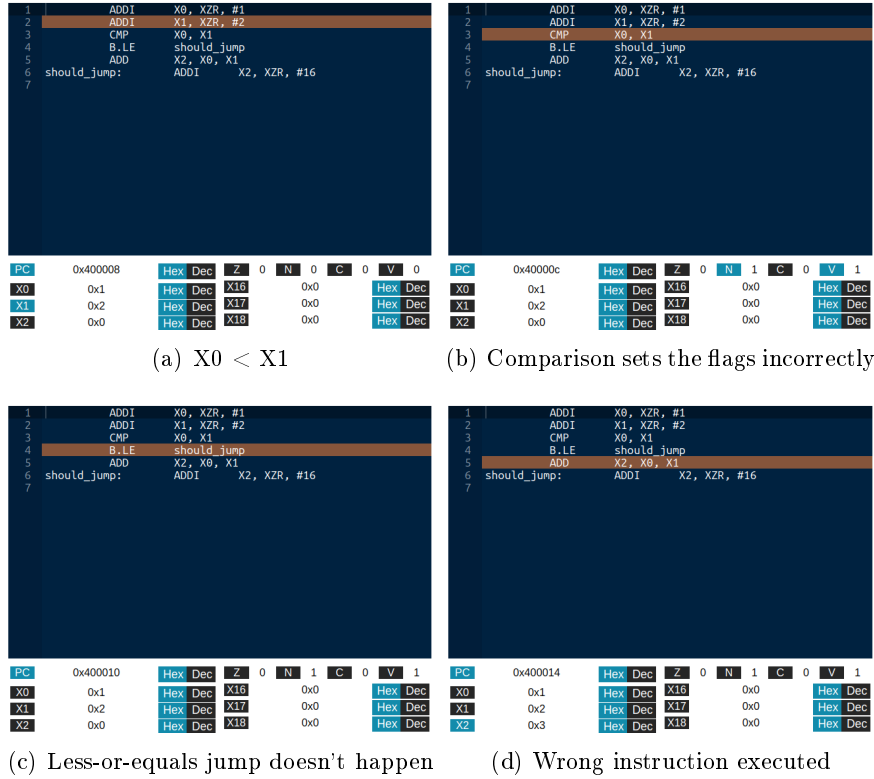 1 ADDI X0, XZR, #1
2 ADDI X1, XZR, #2
3 CMP X0, X1
4 B.LE should_jump
5 ADD X2, X0, X1
6 should_jump: ADDI X2, XZR, #16
7
PC 0x400008 Hex Dec Z 0 N 0 C 0 V 0
X0 0x1 Hex Dec X16 0x0 Hex Dec
X1 0x2 Hex Dec X17 0x0 Hex Dec
X2 0x0 Hex Dec X18 0x0 Hex Dec
(a) X0 < X1
1 ADDI X0, XZR, #1
2 ADDI X1, XZR, #2
3 CMP X0, X1
4 B.LE should_jump
5 ADD X2, X0, X1
6 should_jump: ADDI X2, XZR, #16
7
PC 0x40000c Hex Dec Z 0 N 1 C 0 V 1
X0 0x1 Hex Dec X16 0x0 Hex Dec
X1 0x2 Hex Dec X17 0x0 Hex Dec
X2 0x0 Hex Dec X18 0x0 Hex Dec
(b) Comparison sets the flags incorrectly
1 ADDI X0, XZR, #1
2 ADDI X1, XZR, #2
3 CMP X0, X1
4 B.LE should_jump
5 ADD X2, X0, X1
6 should_jump: ADDI X2, XZR, #16
7
PC 0x400010 Hex Dec Z 0 N 1 C 0 V 1
X0 0x1 Hex Dec X16 0x0 Hex Dec
X1 0x2 Hex Dec X17 0x0 Hex Dec
X2 0x0 Hex Dec X18 0x0 Hex Dec
(c) Less-or-equals jump doesn't happen
1 ADDI X0, XZR, #1
2 ADDI X1, XZR, #2
3 CMP X0, X1
4 B.LE should_jump
5 ADD X2, X0, X1
6 should_jump: ADDI X2, XZR, #16
7
PC 0x400014 Hex Dec Z 0 N 1 C 0 V 1
X0 0x1 Hex Dec X16 0x0 Hex Dec
X1 0x2 Hex Dec X17 0x0 Hex Dec
X2 0x3 Hex Dec X18 0x0 Hex Dec
(d) Wrong instruction executed